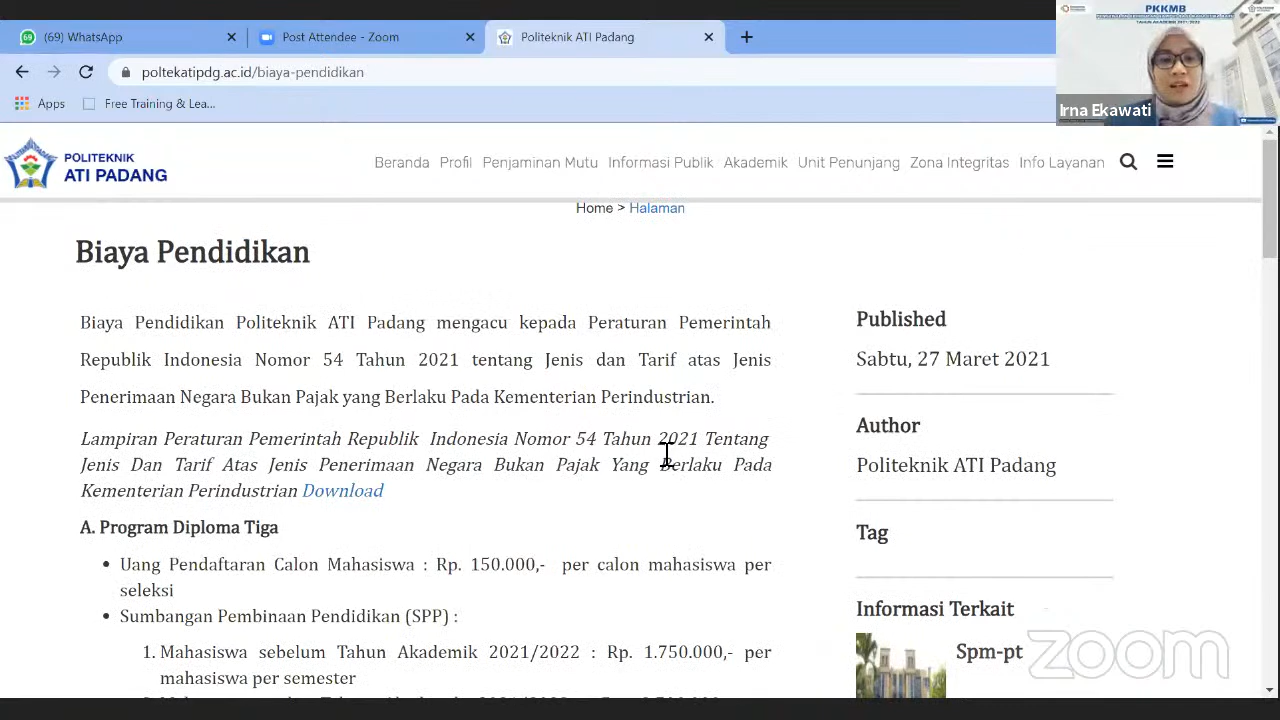 (69) WhatsApp
Politeknik ATI Padang
poltekatipdg.ac.id/biaya-pendidikan
Apps
Free Training & Lea...
PKKMB
Irna Ekawati
POLITEKNIK
ATI PADANG
Beranda Profil Penjaminan Mutu Informasi Publik Akademik Unit Penunjang Zona Integritas Info Layanan
Home > Halaman
Biaya Pendidikan
Biaya Pendidikan Politeknik ATI Padang mengacu kepada Peraturan Pemerintah
Republik Indonesia Nomor 54 Tahun 2021 tentang Jenis dan Tarif atas Jenis
Penerimaan Negara Bukan Pajak yang Berlaku Pada Kementerian Perindustrian.
Lampiran Peraturan Pemerintah Republik Indonesia Nomor 54 Tahun 2021 Tentang
Jenis Dan Tarif Atas Jenis Penerimaan Negara Bukan Pajak Yang Berlaku Pada
Kementerian Perindustrian Download
A. Program Diploma Tiga
• Uang Pendaftaran Calon Mahasiswa : Rp. 150.000,- per calon mahasiswa per
seleksi
• Sumbangan Pembinaan Pendidikan (SPP) :
1. Mahasiswa sebelum Tahun Akademik 2021/2022 : Rp. 1.750.000,- per
mahasiswa per semester
Published
Sabtu, 27 Maret 2021
Author
Politeknik ATI Padang
Tag
Informasi Terkait
Spm-pt
zoom